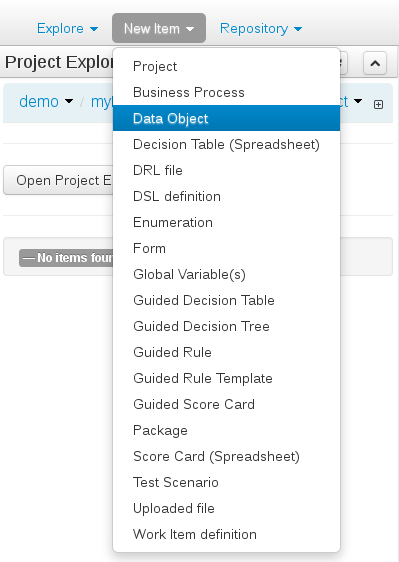 Explore New Item Repository
Project Explor
demo / my
Project
Business Process
Data Object
Decision Table (Spreadsheet)
DRL file
DSL definition
Enumeration
Form
Global Variable(s)
Guided Decision Table
Guided Decision Tree
Guided Rule
Guided Rule Template
Guided Score Card
Package
Score Card (Spreadsheet)
Test Scenario
Uploaded file
Work Item definition
Open Project E
— No items foun